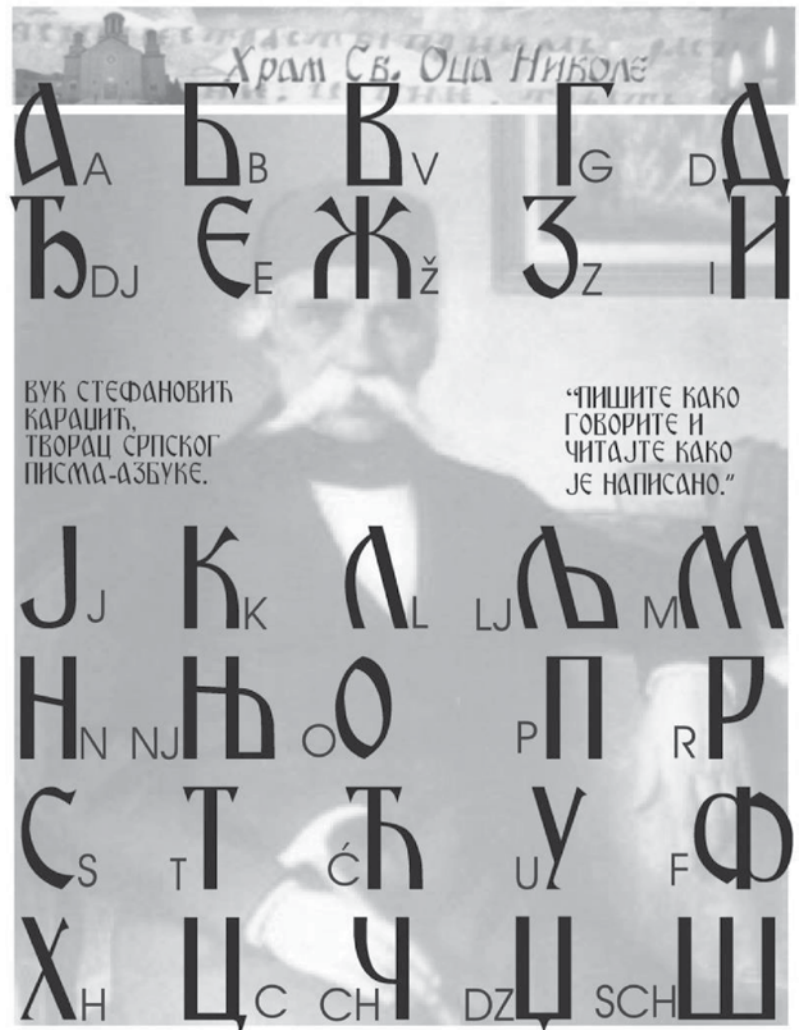 Храм Св. Оца Николе
А A Б B В V Г G D Д
Ђ DJ Є E Ж Ž З Z I И
ВУК СТЕФАНОВИЋ
КАРАЏИЋ,
ТВОРАЦ СРПСКОГ
ПИСМА-АЗБУКЕ.
“ПИШИТЕ КАКО
ГОВОРИТЕ И
ЧИТАЈТЕ КАКО
ЈЕ НАПИСАНО.”
Ј J К K Л L LJ Љ M М
Н N NJ Њ O О P П R Р
С S T Т Ć Ћ U У F Ф
Х H Ц C CH Ч DZ Џ SCH Ш